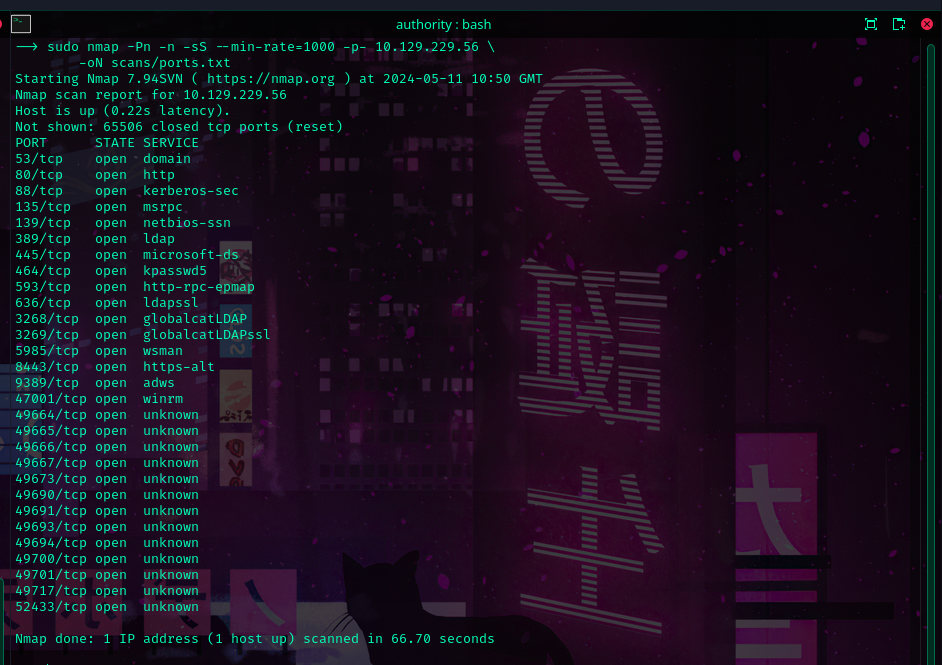 authority : bash
—> sudo nmap -Pn -n -sS --min-rate=1000 -p- 10.129.229.56 \
-oN scans/ports.txt
Starting Nmap 7.94SVN ( https://nmap.org ) at 2024-05-11 10:50 GMT
Nmap scan report for 10.129.229.56
Host is up (0.22s latency).
Not shown: 65506 closed tcp ports (reset)
PORT STATE SERVICE
53/tcp open domain
80/tcp open http
88/tcp open kerberos-sec
135/tcp open msrpc
139/tcp open netbios-ssn
389/tcp open ldap
445/tcp open microsoft-ds
464/tcp open kpasswd5
593/tcp open http-rpc-epmap
636/tcp open ldapssl
3268/tcp open globalcatLDAP
3269/tcp open globalcatLDAPssl
5985/tcp open wsman
8443/tcp open https-alt
9389/tcp open adws
47001/tcp open winrm
49664/tcp open unknown
49665/tcp open unknown
49666/tcp open unknown
49667/tcp open unknown
49673/tcp open unknown
49690/tcp open unknown
49691/tcp open unknown
49693/tcp open unknown
49694/tcp open unknown
49700/tcp open unknown
49701/tcp open unknown
49717/tcp open unknown
52433/tcp open unknown
Nmap done: 1 IP address (1 host up) scanned in 66.70 seconds